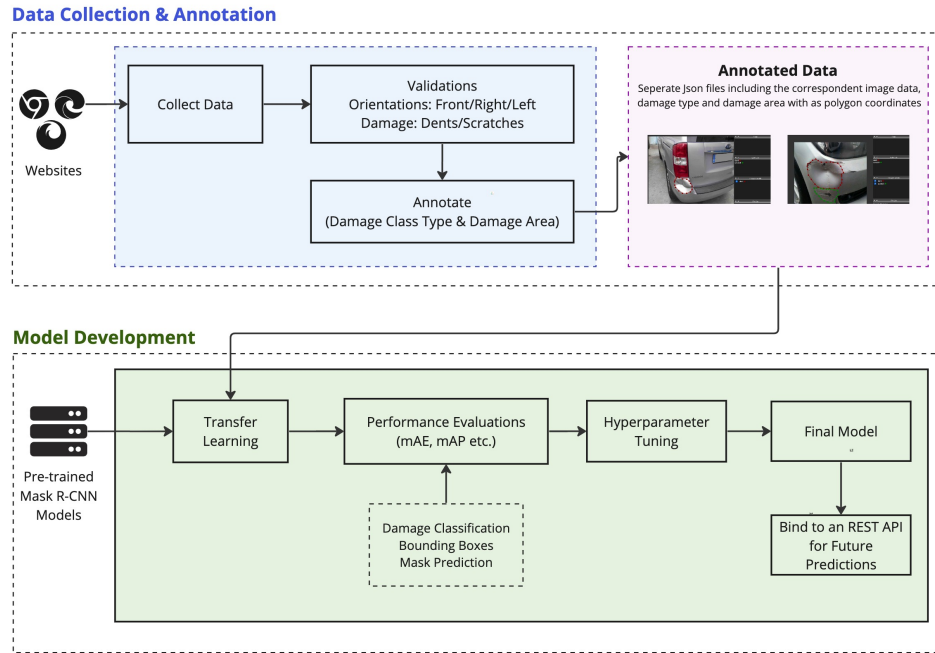 Data Collection & Annotation
Websites
Collect Data
Validations
Orientations: Front/Right/Left
Damage: Dents/Scratches
Annotate
(Damage Class Type & Damage Area)
Annotated Data
Seperate Json files including the correspondent image data,
damage type and damage area with as polygon coordinates
Model Development
Pre-trained
Mask R-CNN
Models
Transfer
Learning
Performance Evaluations
(mAE, mAP etc.)
Damage Classification
Bounding Boxes
Mask Prediction
Hyperparameter
Tuning
Final Model
Bind to an REST API
for Future
Predictions